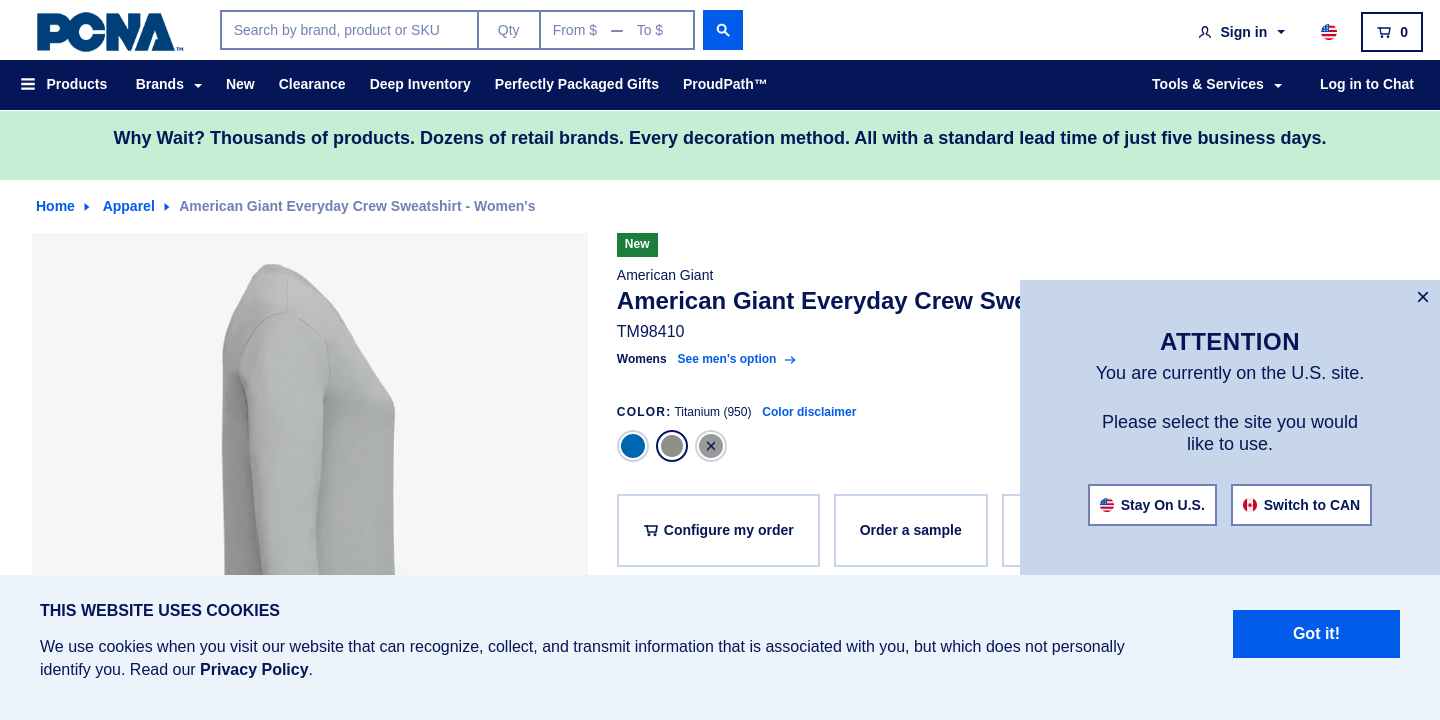 PCNA™
Search by brand, product or SKU
Qty
From $ — To $
Sign in
0
Products
Brands
New
Clearance
Deep Inventory
Perfectly Packaged Gifts
ProudPath™
Tools & Services
Log in to Chat
Why Wait? Thousands of products. Dozens of retail brands. Every decoration method. All with a standard lead time of just five business days.
Home
Apparel
American Giant Everyday Crew Sweatshirt - Women's
New
American Giant
American Giant Everyday Crew Swe
TM98410
Womens See men's option
COLOR: Titanium (950) Color disclaimer
Configure my order
Order a sample
ATTENTION
You are currently on the U.S. site.
Please select the site you would
like to use.
Stay On U.S.
Switch to CAN
THIS WEBSITE USES COOKIES
We use cookies when you visit our website that can recognize, collect, and transmit information that is associated with you, but which does not personally
identify you. Read our Privacy Policy.
Got it!